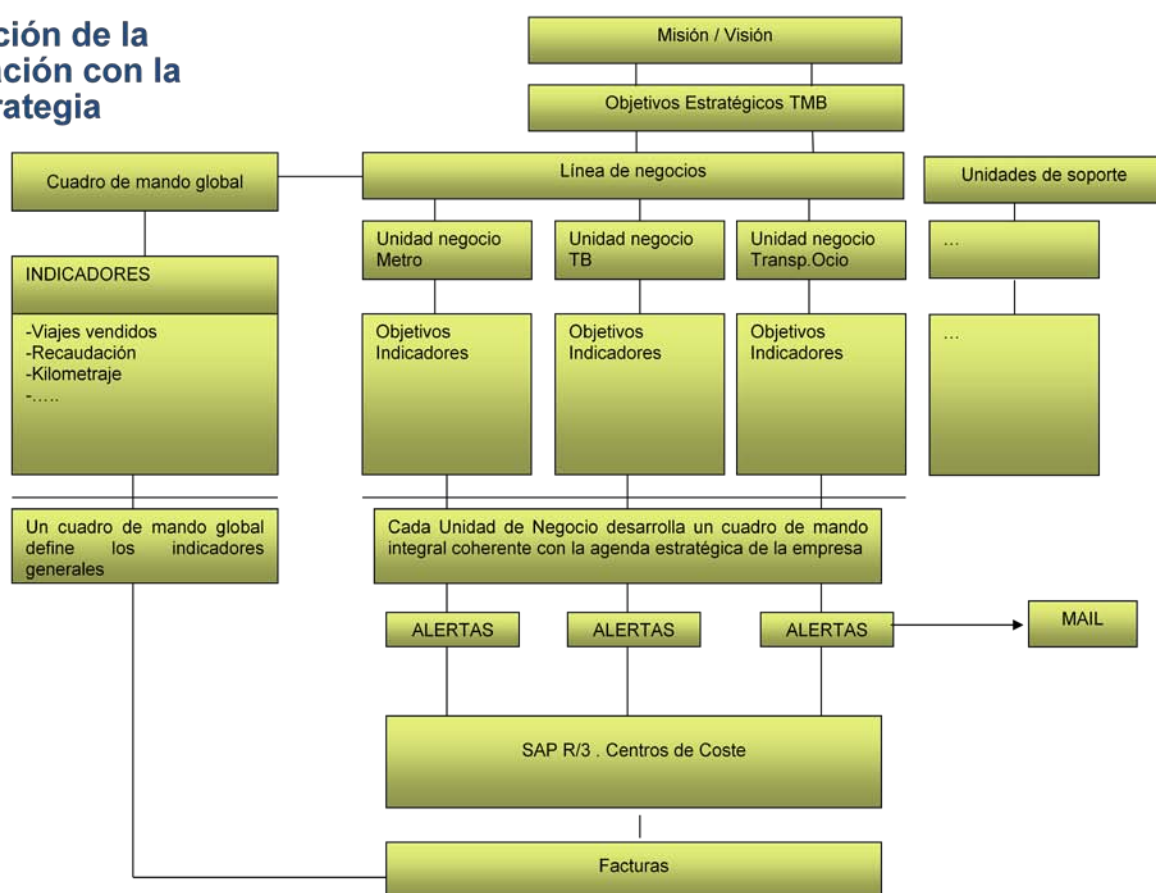 ción de la
ación con la
rategia
Misión / Visión
Objetivos Estratégicos TMB
Cuadro de mando global
Línea de negocios
Unidades de soporte
Unidad negocio
Metro
Unidad negocio
TB
Unidad negocio
Transp.Ocio
...
INDICADORES
-Viajes vendidos
-Recaudación
-Kilometraje
-.....
Objetivos
Indicadores
Objetivos
Indicadores
Objetivos
Indicadores
...
Un cuadro de mando global
define los indicadores
generales
Cada Unidad de Negocio desarrolla un cuadro de mando
integral coherente con la agenda estratégica de la empresa
ALERTAS
ALERTAS
ALERTAS
MAIL
SAP R/3 . Centros de Coste
Facturas